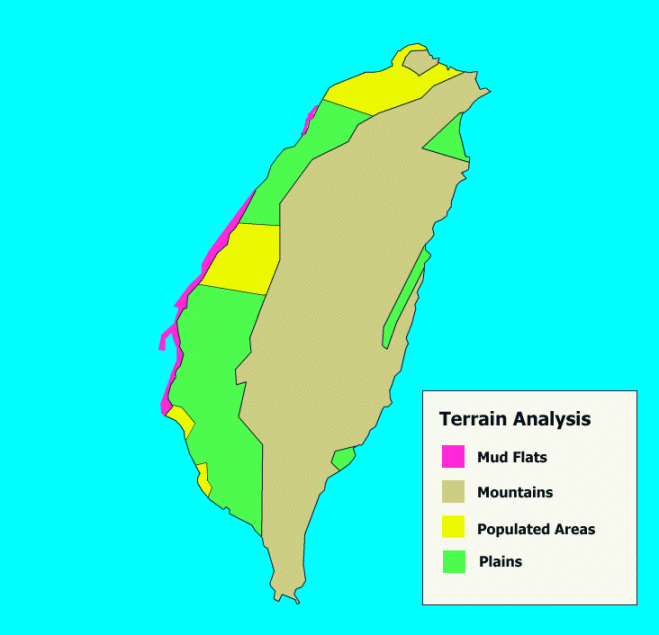 Terrain Analysis
Mud Flats
Mountains
Populated Areas
Plains